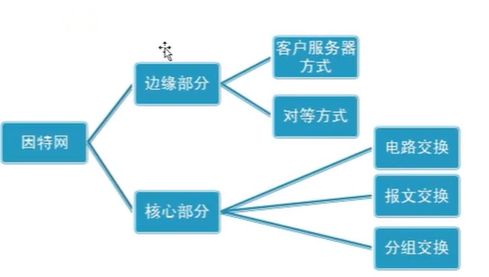 客户服务器
方式
边缘部分
对等方式
因特网
电路交换
核心部分
报文交换
分组交换